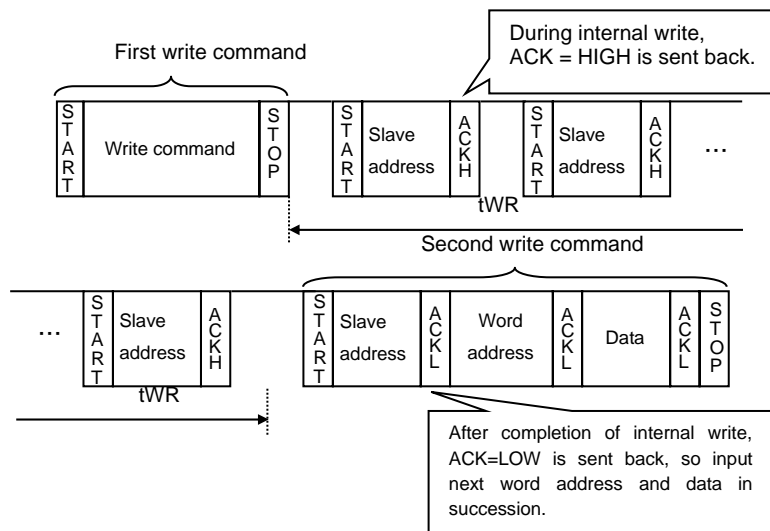 First write command
During internal write,
ACK = HIGH is sent back.
START
Write command
STOP
START
Slave
address
ACKH
START
Slave
address
ACKH
...
tWR
Second write command
...
START
Slave
address
ACKH
START
Slave
address
ACKL
Word
address
ACKL
Data
ACKL
STOP
tWR
After completion of internal write,
ACK=LOW is sent back, so input
next word address and data in
succession.